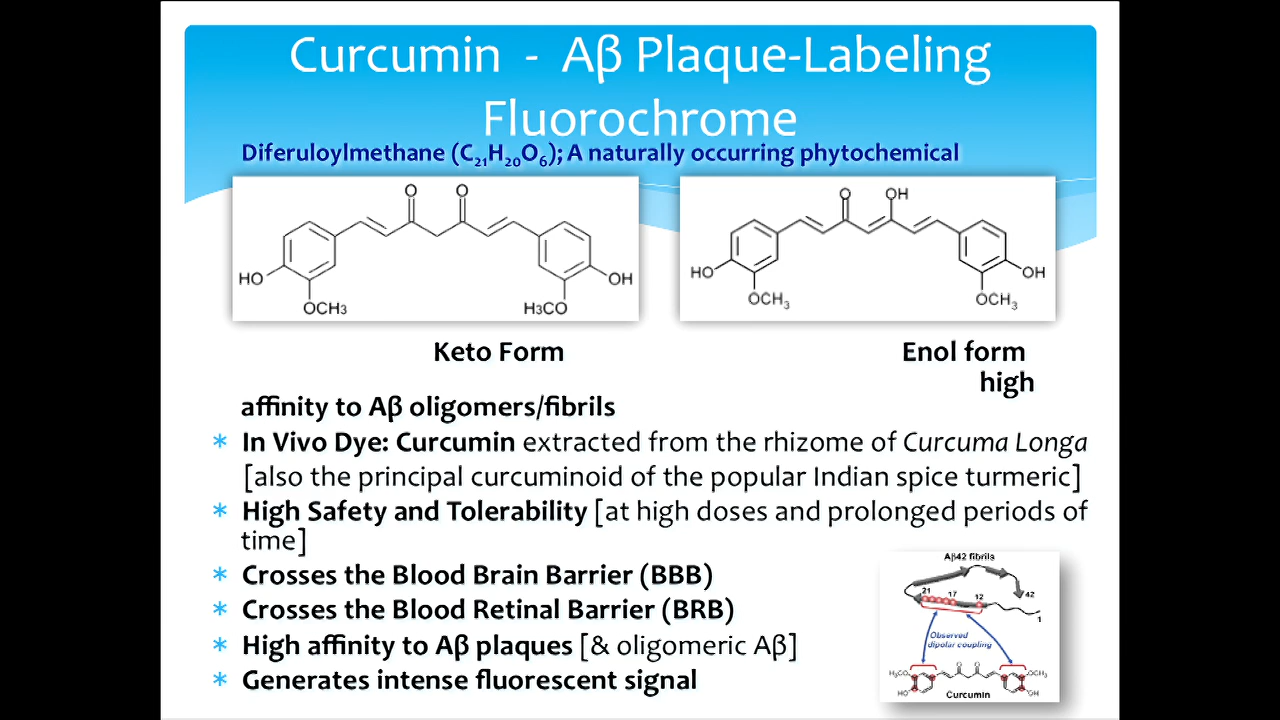 Curcumin - Aβ Plaque-Labeling
Fluorochrome
Diferuloylmethane (C₂₁H₂₀O₆); A naturally occurring phytochemical
O O
HO OH
OCH3 H3CO
O OH
HO OH
OCH₃ OCH₃
Keto Form
Enol form
high
affinity to Aβ oligomers/fibrils
* In Vivo Dye: Curcumin extracted from the rhizome of Curcuma Longa
[also the principal curcuminoid of the popular Indian spice turmeric]
* High Safety and Tolerability [at high doses and prolonged periods of
time]
* Crosses the Blood Brain Barrier (BBB)
* Crosses the Blood Retinal Barrier (BRB)
* High affinity to Aβ plaques [& oligomeric Aβ]
* Generates intense fluorescent signal
Aβ42 fibrils
21 17 12 42
1
Observed
dipolar coupling
O O
H₃CO OCH₃
HO OH
Curcumin